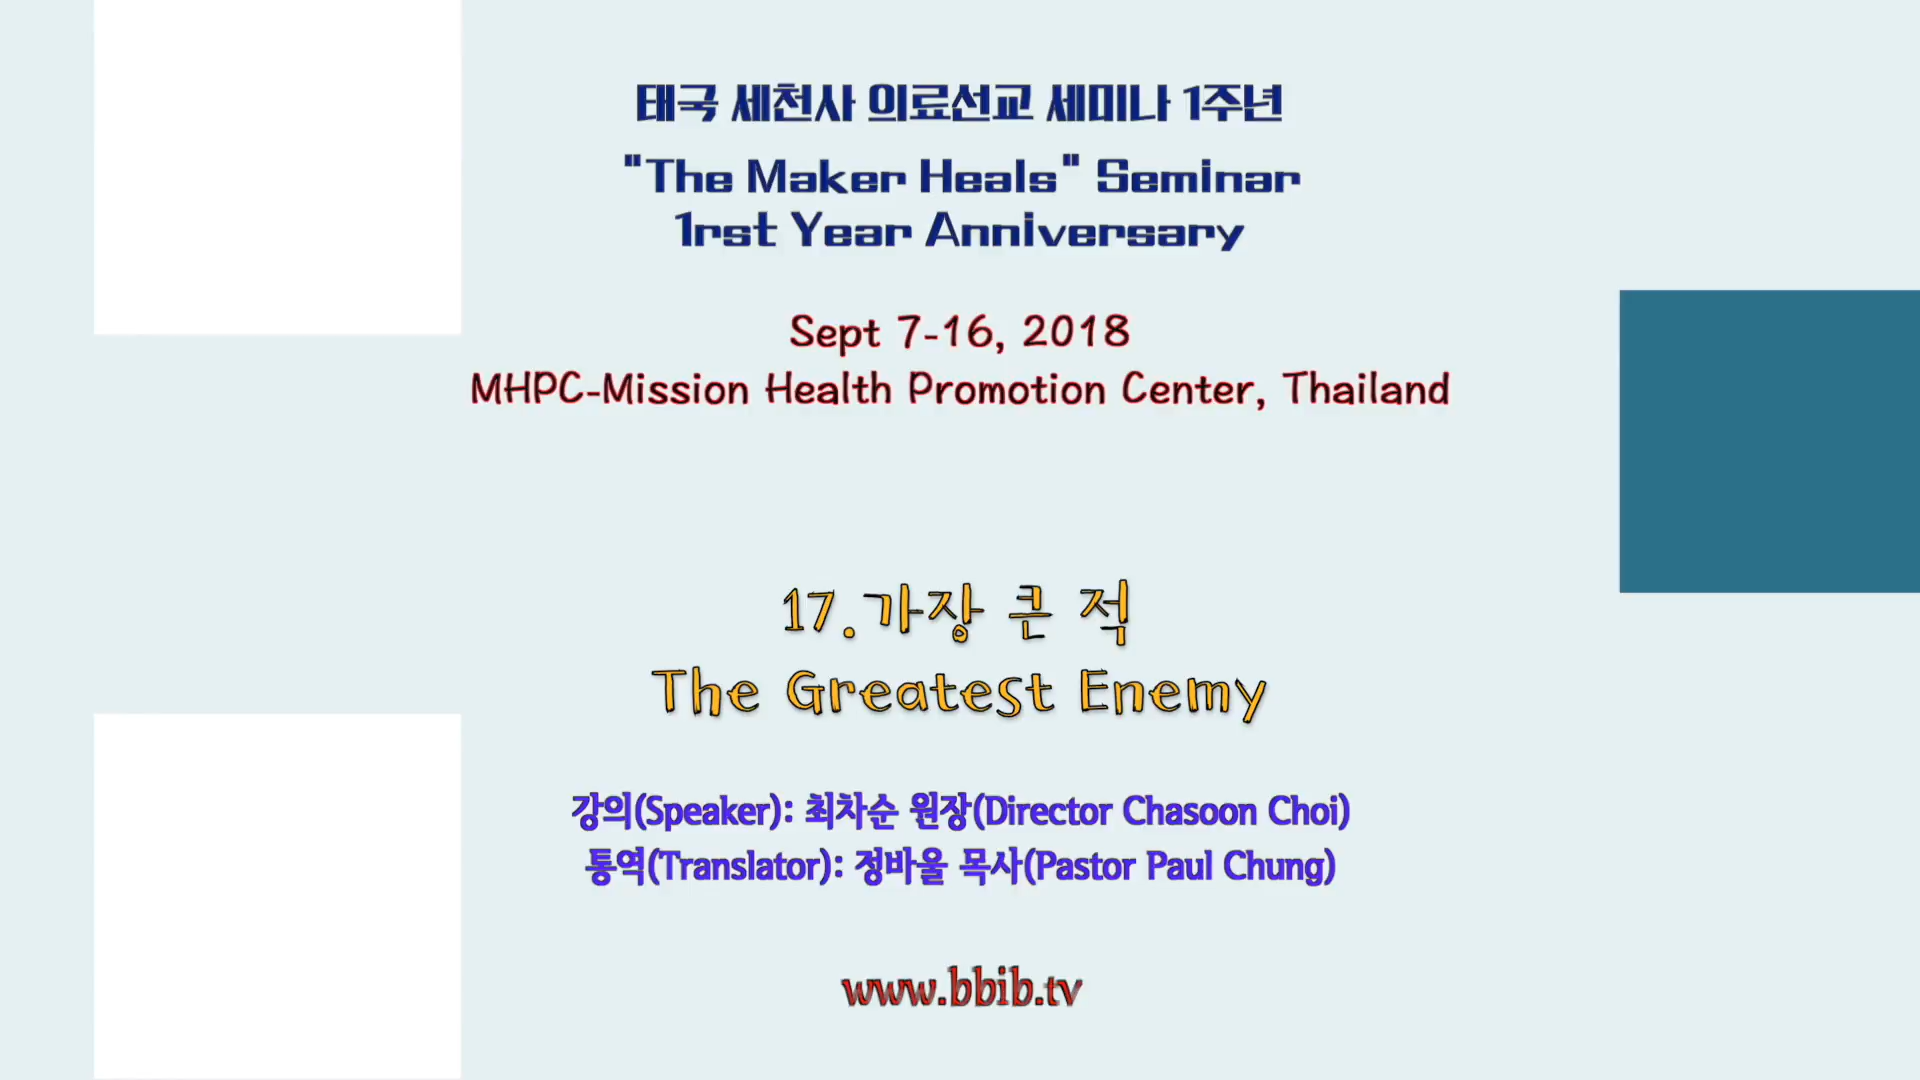 태국 세천사 의료선교 세미나 1주년
"The Maker Heals" Seminar
1rst Year Anniversary
Sept 7-16, 2018
MHPC-Mission Health Promotion Center, Thailand
17.가장 큰 적
The Greatest Enemy
강의(Speaker): 최차순 원장(Director Chasoon Choi)
통역(Translator): 정바울 목사(Pastor Paul Chung)
www.bbib.tv